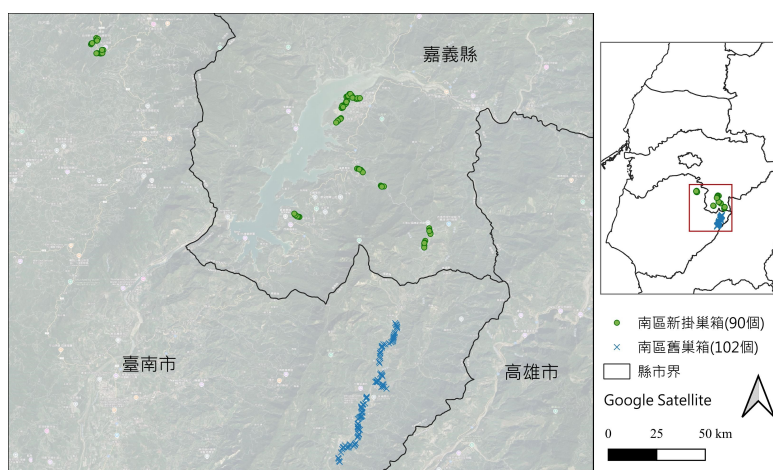 嘉義縣
臺南市
高雄市
南區新掛巢箱(90個)
南區舊巢箱(102個)
縣市界
Google Satellite
0 25 50 km